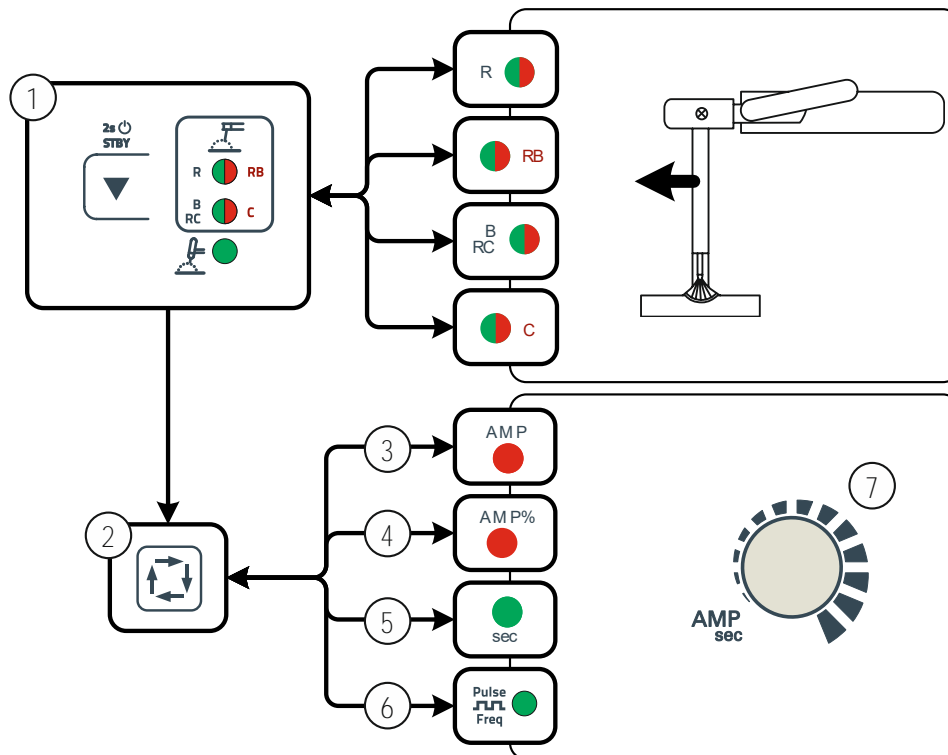 1
2s
STBY
R RB
B
RC C
R
RB
B
RC
C
2
3
AMP
4
AMP%
5
sec
6
Pulse
Freq
7
AMP
sec